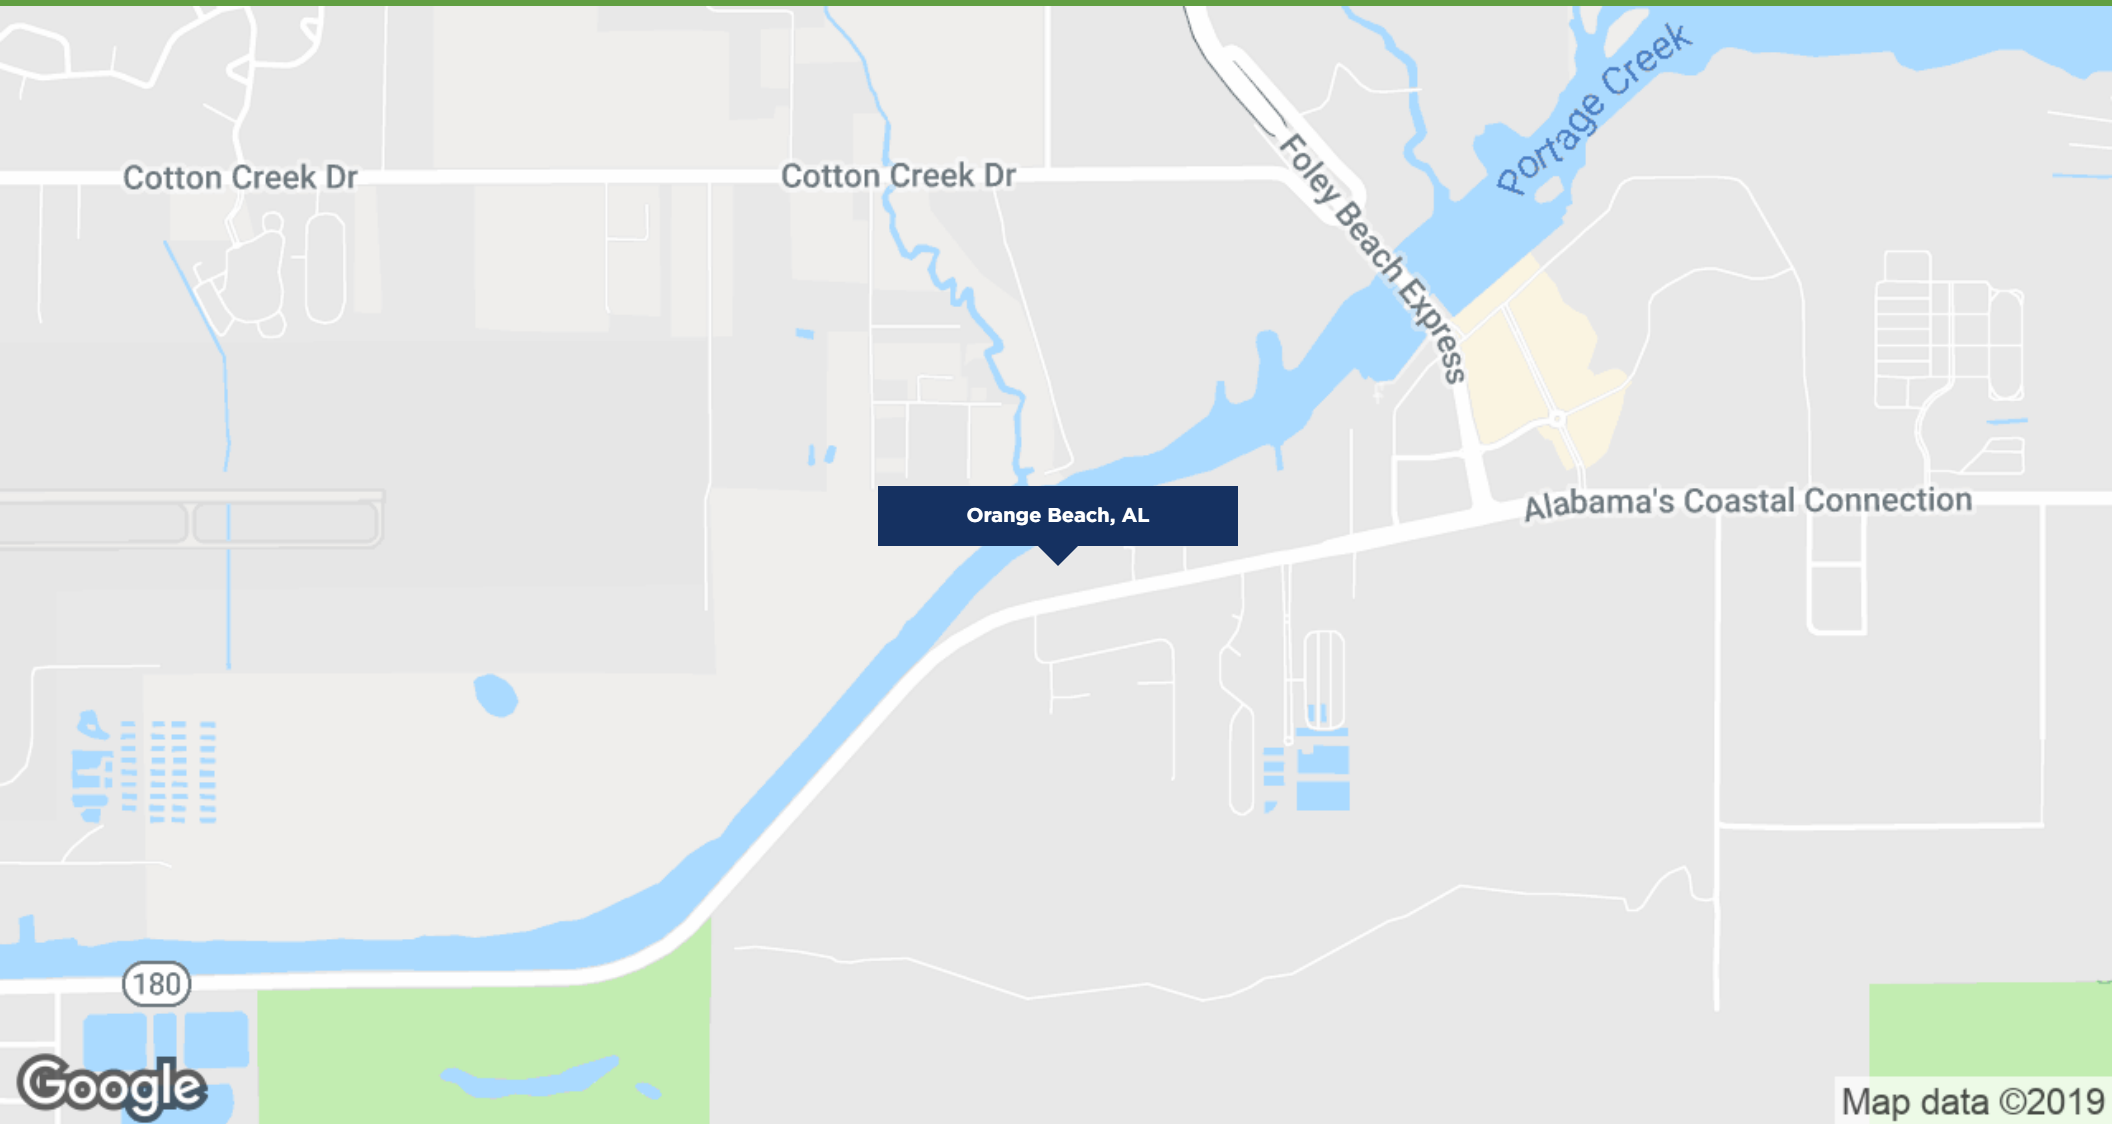 Portage Creek
Cotton Creek Dr
Cotton Creek Dr
Foley Beach Express
Orange Beach, AL
Alabama's Coastal Connection
180
Google
Map data ©2019